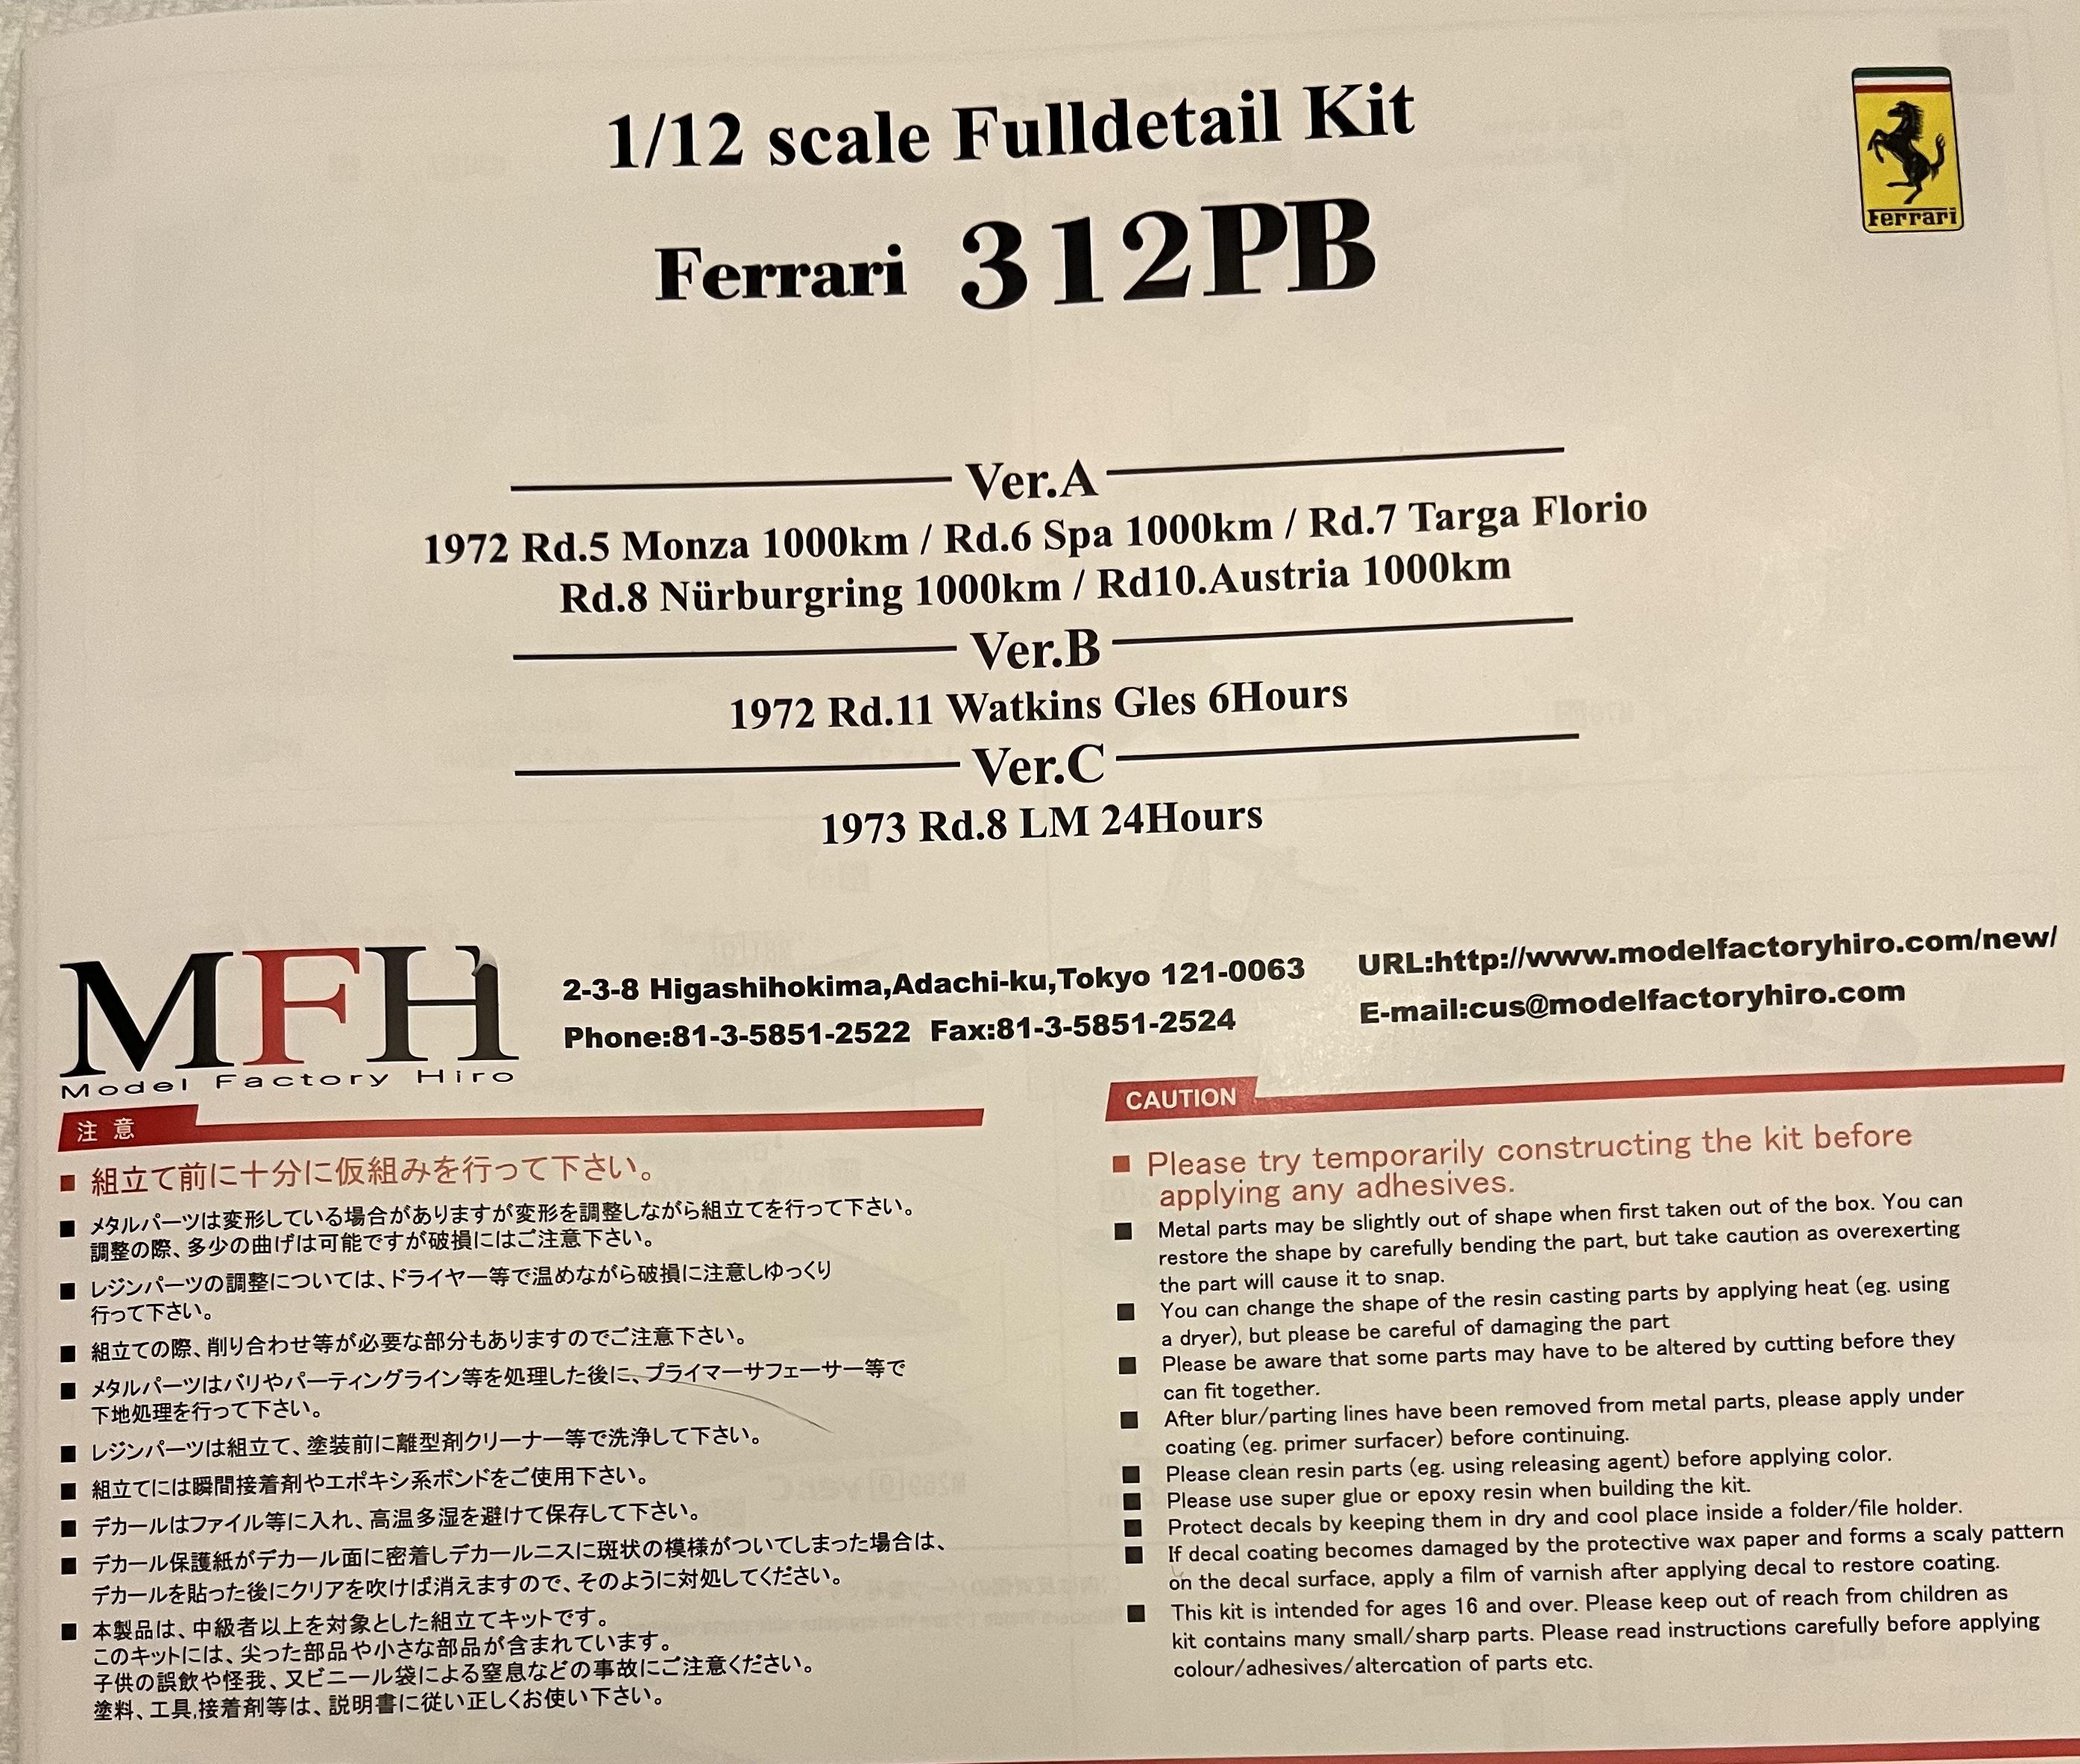 1/12 scale Fulldetail Kit
Ferrari 312PB
Ferrari
Ver.A
1972 Rd.5 Monza 1000km / Rd.6 Spa 1000km / Rd.7 Targa Florio
Rd.8 Nürburgring 1000km / Rd10.Austria 1000km
Ver.B
1972 Rd.11 Watkins Gles 6Hours
Ver.C
1973 Rd.8 LM 24Hours
MFH
Model Factory Hiro
2-3-8 Higashihokima,Adachi-ku,Tokyo 121-0063
Phone:81-3-5851-2522 Fax:81-3-5851-2524
URL:http://www.modelfactoryhiro.com/new/
E-mail:cus@modelfactoryhiro.com
注 意
■ 組立て前に十分に仮組みを行って下さい。
■ メタルパーツは変形している場合がありますが変形を調整しながら組立てを行って下さい。
調整の際、多少の曲げは可能ですが破損にはご注意下さい。
■ レジンパーツの調整については、ドライヤー等で温めながら破損に注意しゆっくり
行って下さい。
■ 組立ての際、削り合わせ等が必要な部分もありますのでご注意下さい。
■ メタルパーツはバリやパーティングライン等を処理した後に、プライマーサフェーサー等で
下地処理を行って下さい。
■ レジンパーツは組立て、塗装前に離型剤クリーナー等で洗浄して下さい。
■ 組立てには瞬間接着剤やエポキシ系ボンドをご使用下さい。
■ デカールはファイル等に入れ、高温多湿を避けて保存して下さい。
■ デカール保護紙がデカール面に密着しデカールニスに斑状の模様がついてしまった場合は、
デカールを貼った後にクリアを吹けば消えますので、そのように対処してください。
■ 本製品は、中級者以上を対象とした組立てキットです。
このキットには、尖った部品や小さな部品が含まれています。
子供の誤飲や怪我、又ビニール袋による窒息などの事故にご注意ください。
塗料、工具,接着剤等は、説明書に従い正しくお使い下さい。
CAUTION
■ Please try temporarily constructing the kit before
applying any adhesives.
■ Metal parts may be slightly out of shape when first taken out of the box. You can
restore the shape by carefully bending the part, but take caution as overexerting
the part will cause it to snap.
■ You can change the shape of the resin casting parts by applying heat (eg. using
a dryer), but please be careful of damaging the part
■ Please be aware that some parts may have to be altered by cutting before they
can fit together.
■ After blur/parting lines have been removed from metal parts, please apply under
coating (eg. primer surfacer) before continuing.
■ Please clean resin parts (eg. using releasing agent) before applying color.
■ Please use super glue or epoxy resin when building the kit.
■ Protect decals by keeping them in dry and cool place inside a folder/file holder.
■ If decal coating becomes damaged by the protective wax paper and forms a scaly pattern
on the decal surface, apply a film of varnish after applying decal to restore coating.
■ This kit is intended for ages 16 and over. Please keep out of reach from children as
kit contains many small/sharp parts. Please read instructions carefully before applying
colour/adhesives/altercation of parts etc.